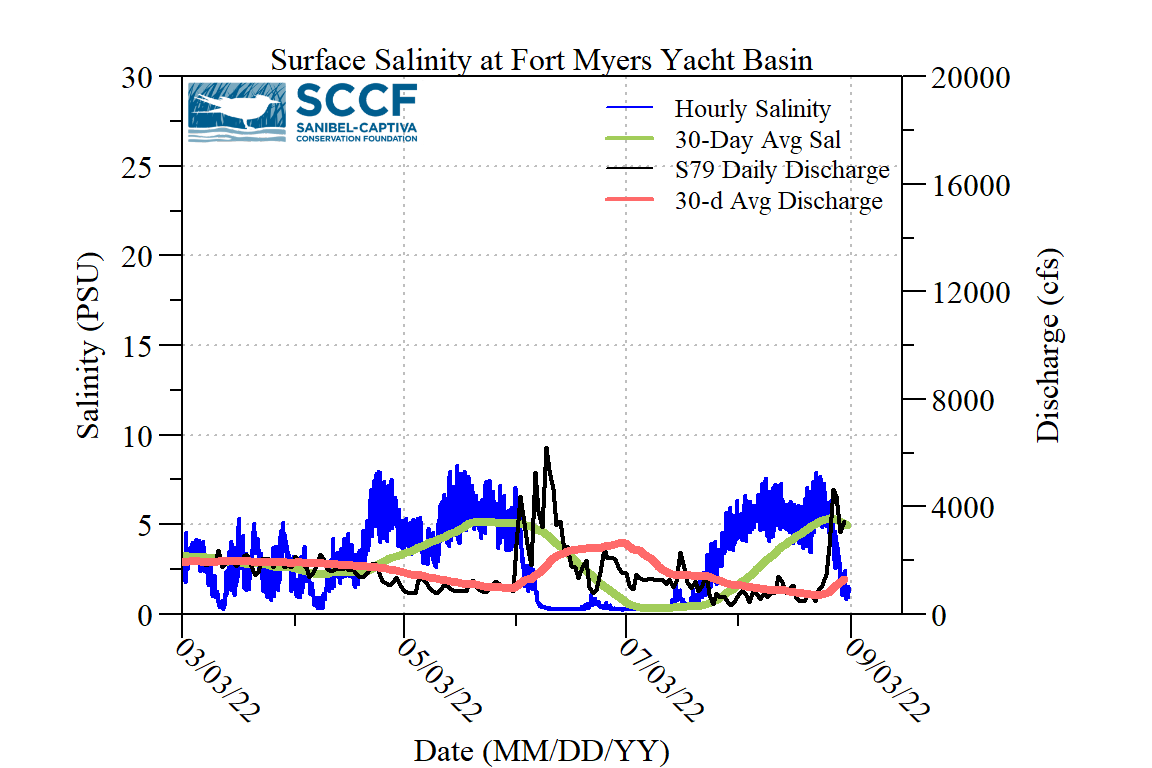 Surface Salinity at Fort Myers Yacht Basin
SCCF
SANIBEL-CAPTIVA
CONSERVATION FOUNDATION
Hourly Salinity
30-Day Avg Sal
S79 Daily Discharge
30-d Avg Discharge
30
25
20
15
10
5
0
Salinity (PSU)
20000
16000
12000
8000
4000
0
Discharge (cfs)
03/03/22
05/03/22
07/03/22
09/03/22
Date (MM/DD/YY)